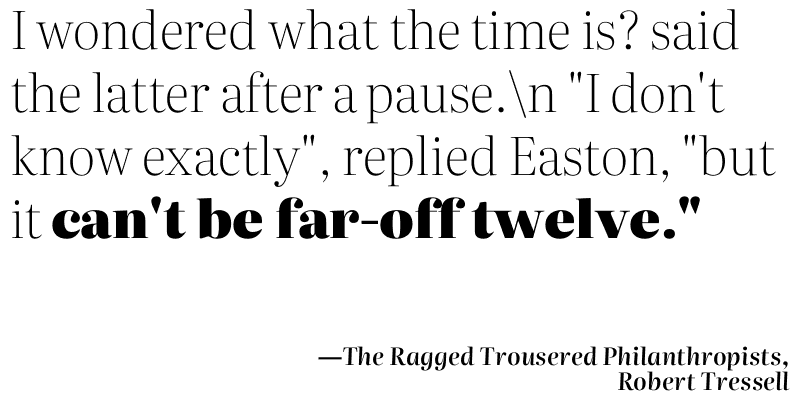 I wondered what the time is? said
the latter after a pause.\n "I don't
know exactly", replied Easton, "but
it can't be far-off twelve."
—The Ragged Trousered Philanthropists,
Robert Tressell